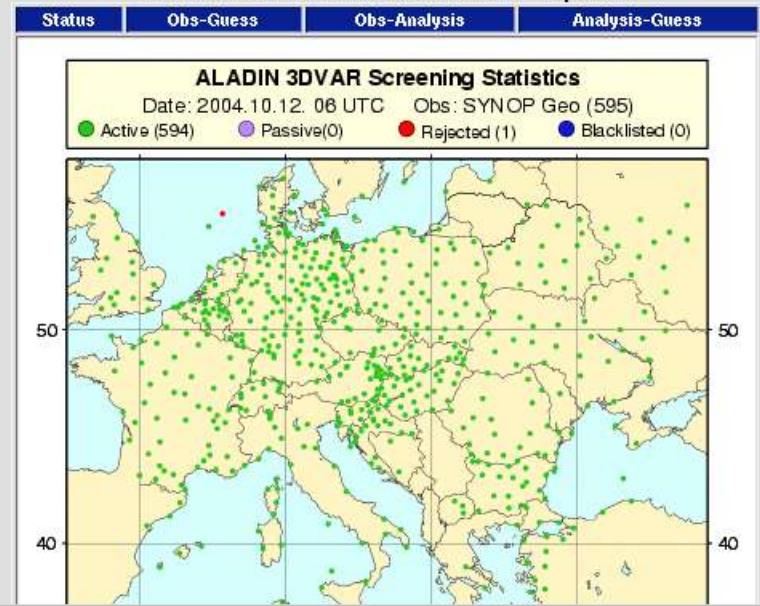 Status Obs-Guess Obs-Analysis Analysis-Guess
ALADIN 3DVAR Screening Statistics
Date: 2004.10.12. 06 UTC Obs: SYNOP Geo (595)
Active (594) Passive(0) Rejected (1) Blacklisted (0)
50 50
40 40